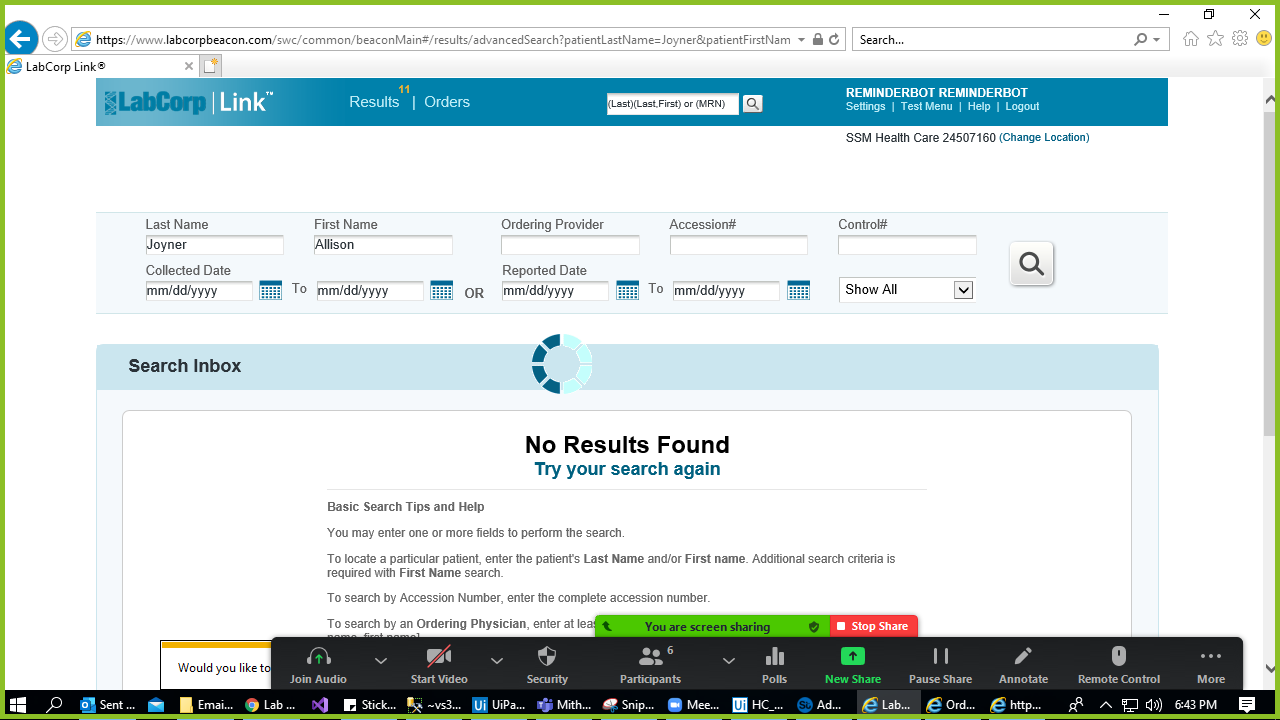 https://www.labcorpbeacon.com/swc/common/beaconMain#/results/advancedSearch?patientLastName=Joyner&patientFirstNam
Search...
LabCorp Link®
LabCorp | Link™
Results 11 | Orders
(Last)(Last,First) or (MRN)
REMINDERBOT REMINDERBOT
Settings | Test Menu | Help | Logout
SSM Health Care 24507160 (Change Location)
Last Name First Name Ordering Provider Accession# Control#
Joyner Allison
Collected Date Reported Date
mm/dd/yyyy To mm/dd/yyyy OR mm/dd/yyyy To mm/dd/yyyy Show All
Search Inbox
No Results Found
Try your search again
Basic Search Tips and Help
You may enter one or more fields to perform the search.
To locate a particular patient, enter the patient's Last Name and/or First name. Additional search criteria is
required with First Name search.
To search by Accession Number, enter the complete accession number.
To search by an Ordering Physician, enter at leas
You are screen sharing Stop Share
name, first name]
Would you like to
6
Join Audio Start Video Security Participants Polls New Share Pause Share Annotate Remote Control More
Sent ... Email... Lab ... Stick... ~vs3... UiPa... Mith... Snip... Mee... HC_... Ad... Lab... Ord... http... 6:43 PM